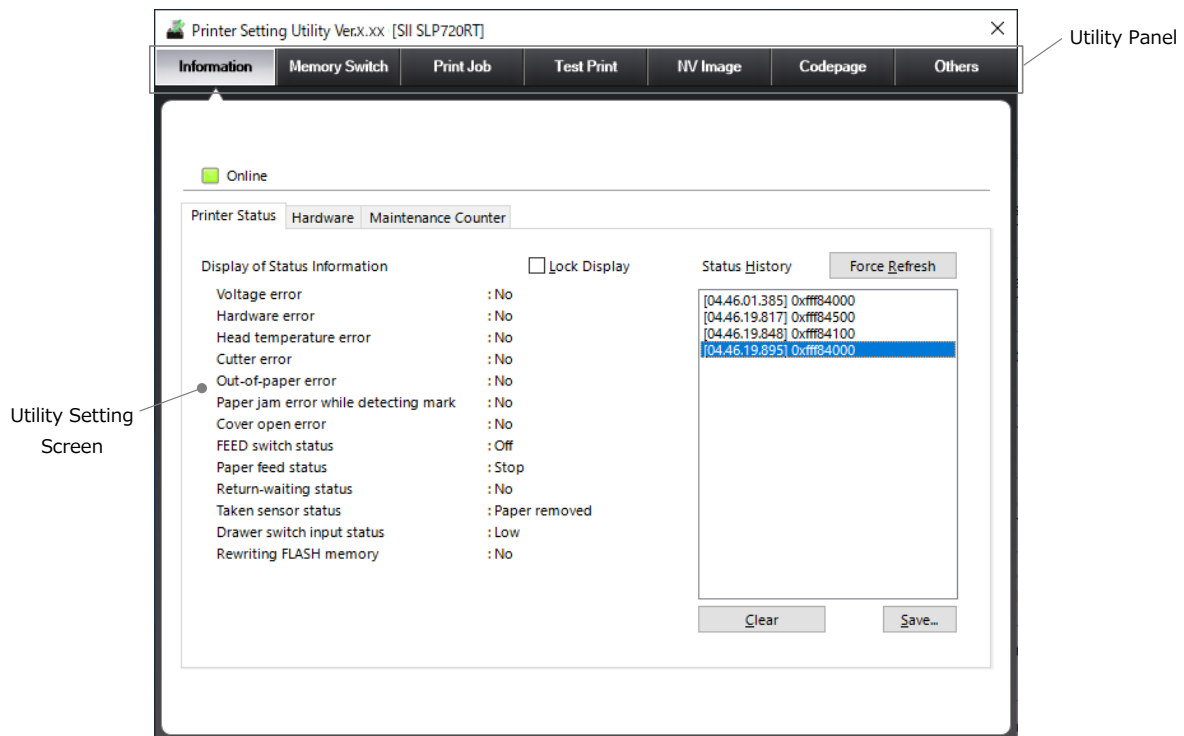 Printer Setting Utility Ver.x.xx [SII SLP720RT]
Utility Panel
Information Memory Switch Print Job Test Print NV Image Codepage Others
Online
Printer Status Hardware Maintenance Counter
Display of Status Information Lock Display Status History Force Refresh
Voltage error : No
Hardware error : No
Head temperature error : No
Cutter error : No
Out-of-paper error : No
Paper jam error while detecting mark : No
Cover open error : No
FEED switch status : Off
Paper feed status : Stop
Return-waiting status : No
Taken sensor status : Paper removed
Drawer switch input status : Low
Rewriting FLASH memory : No
[04.46.01.385] 0xfff84000
[04.46.19.817] 0xfff84500
[04.46.19.848] 0xfff84100
[04.46.19.895] 0xfff84000
Utility Setting
Screen
Clear Save...